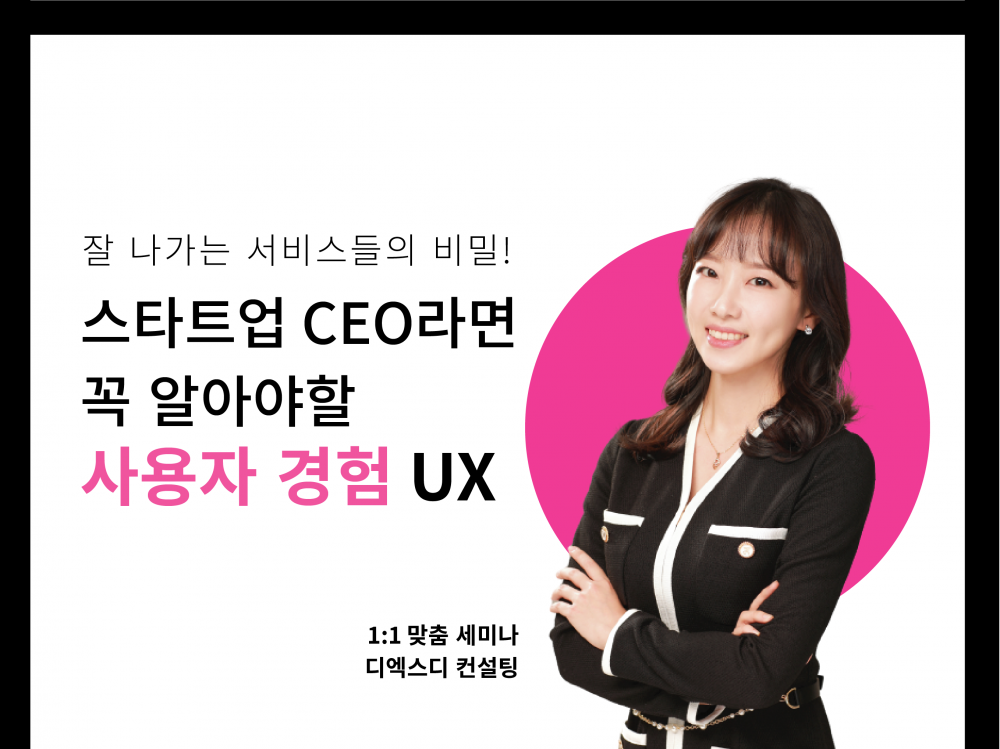 잘 나가는 서비스들의 비밀!
스타트업 CEO라면
꼭 알아야할
사용자 경험 UX
1:1 맞춤 세미나
디엑스디 컨설팅